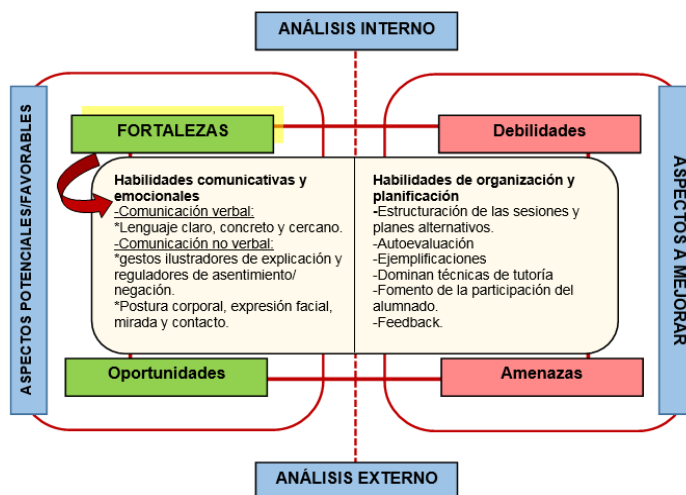 ANÁLISIS INTERNO
ASPECTOS POTENCIALES/FAVORABLES
FORTALEZAS
Debilidades
Habilidades comunicativas y
emocionales
-Comunicación verbal:
*Lenguaje claro, concreto y cercano.
-Comunicación no verbal:
*gestos ilustradores de explicación y
reguladores de asentimiento/
negación.
*Postura corporal, expresión facial,
mirada y contacto.
Habilidades de organización y
planificación
-Estructuración de las sesiones y
planes alternativos.
-Autoevaluación
-Ejemplificaciones
-Dominan técnicas de tutoría
-Fomento de la participación del
alumnado.
-Feedback.
Oportunidades
Amenazas
ASPECTOS A MEJORAR
ANÁLISIS EXTERNO